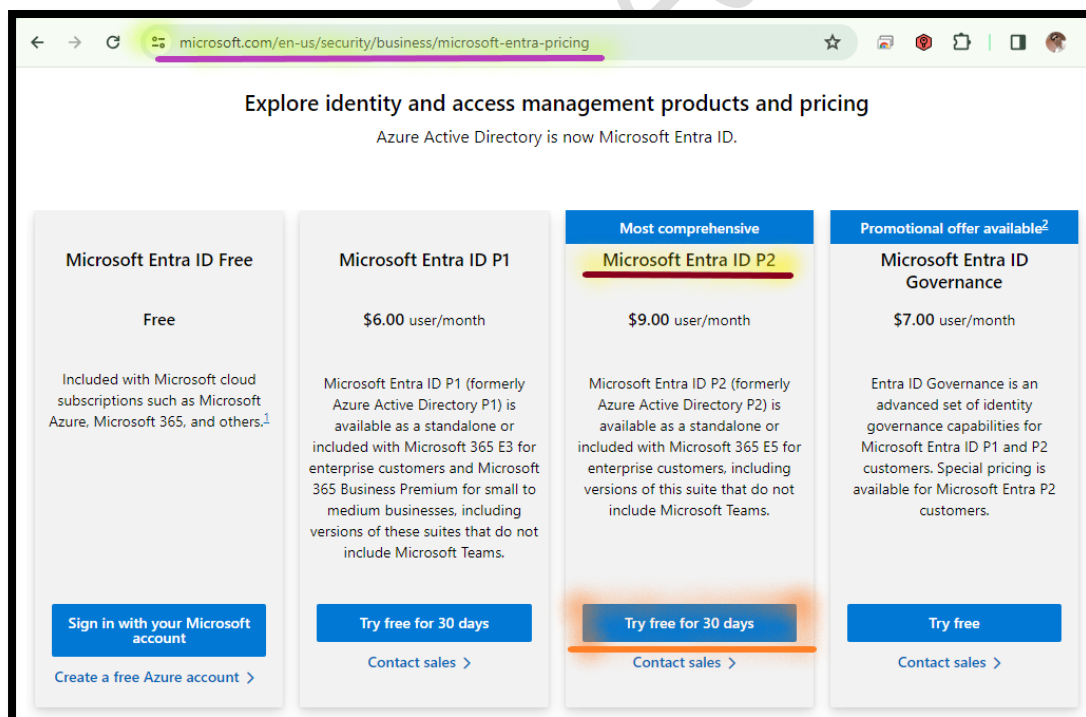 microsoft.com/en-us/security/business/microsoft-entra-pricing
Explore identity and access management products and pricing
Azure Active Directory is now Microsoft Entra ID.
Microsoft Entra ID Free
Free
Included with Microsoft cloud
subscriptions such as Microsoft
Azure, Microsoft 365, and others.1
Sign in with your Microsoft
account
Create a free Azure account >
Microsoft Entra ID P1
$6.00 user/month
Microsoft Entra ID P1 (formerly
Azure Active Directory P1) is
available as a standalone or
included with Microsoft 365 E3 for
enterprise customers and Microsoft
365 Business Premium for small to
medium businesses, including
versions of these suites that do not
include Microsoft Teams.
Try free for 30 days
Contact sales >
Most comprehensive
Microsoft Entra ID P2
$9.00 user/month
Microsoft Entra ID P2 (formerly
Azure Active Directory P2) is
available as a standalone or
included with Microsoft 365 E5 for
enterprise customers, including
versions of this suite that do not
include Microsoft Teams.
Try free for 30 days
Contact sales >
Promotional offer available2
Microsoft Entra ID
Governance
$7.00 user/month
Entra ID Governance is an
advanced set of identity
governance capabilities for
Microsoft Entra ID P1 and P2
customers. Special pricing is
available for Microsoft Entra P2
customers.
Try free
Contact sales >